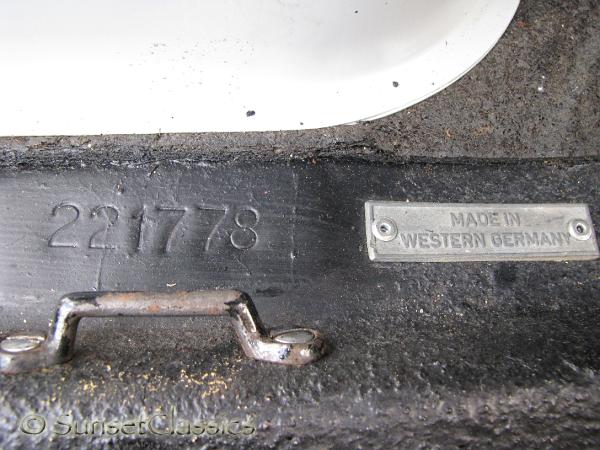 221778
MADE IN
WESTERN GERMANY
© SunsetClassics